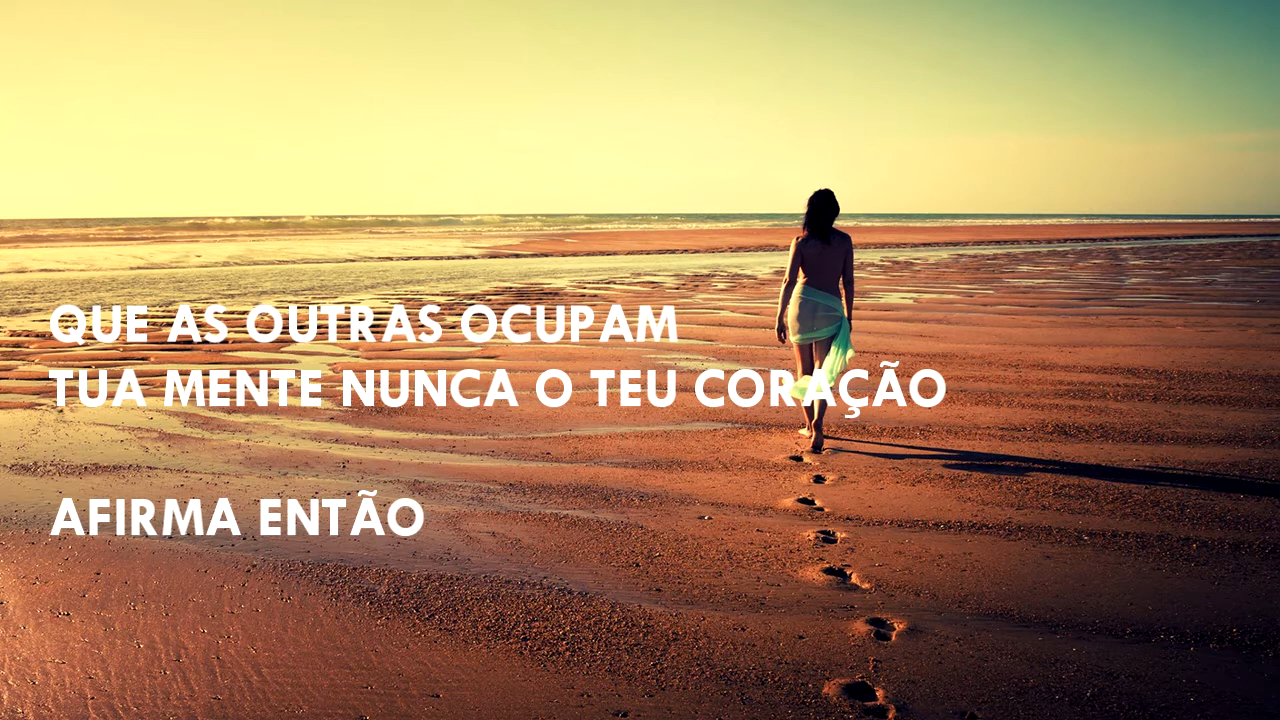 QUE AS OUTRAS OCUPAM
TUA MENTE NUNCA O TEU CORAÇÃO
AFIRMA ENTÃO